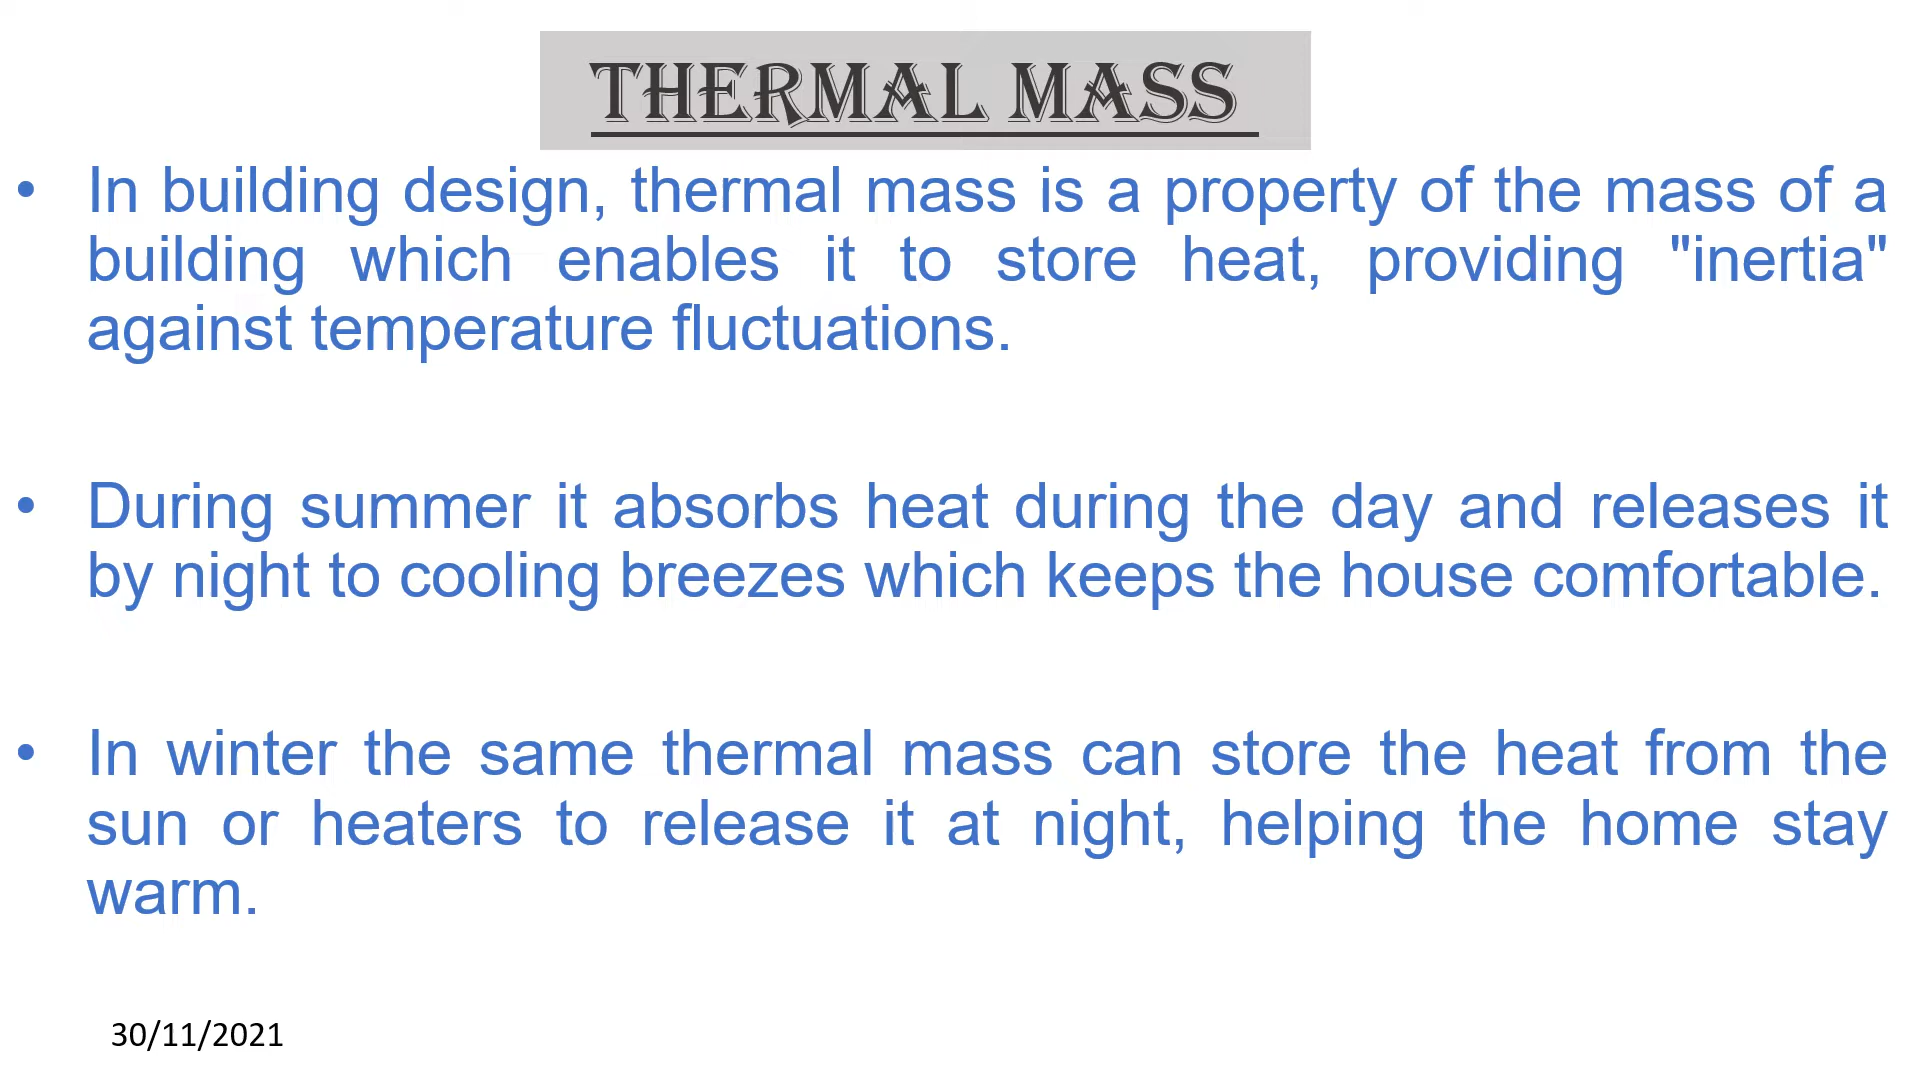 THERMAL MASS
• In building design, thermal mass is a property of the mass of a
building which enables it to store heat, providing "inertia"
against temperature fluctuations.
• During summer it absorbs heat during the day and releases it
by night to cooling breezes which keeps the house comfortable.
• In winter the same thermal mass can store the heat from the
sun or heaters to release it at night, helping the home stay
warm.
30/11/2021